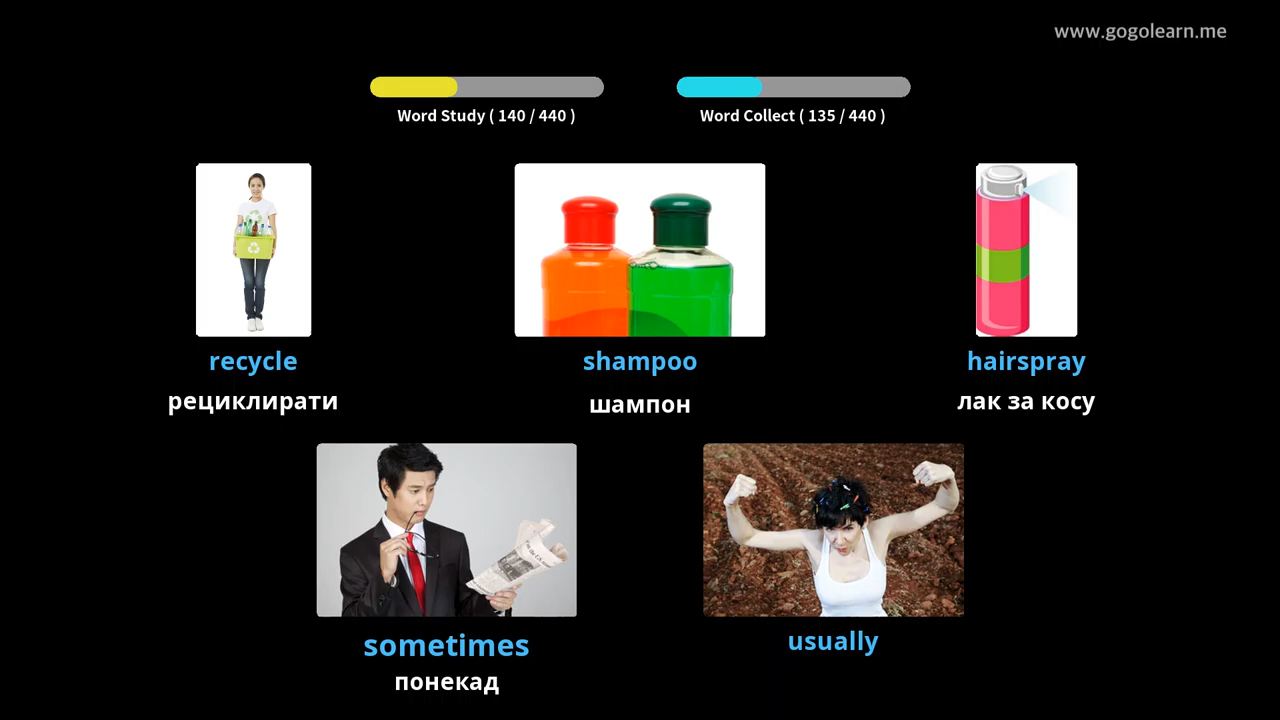 www.gogolearn.me
Word Study ( 140 / 440 )
Word Collect ( 135 / 440 )
recycle
рециклирати
shampoo
шампон
hairspray
лак за косу
sometimes
понекад
usually